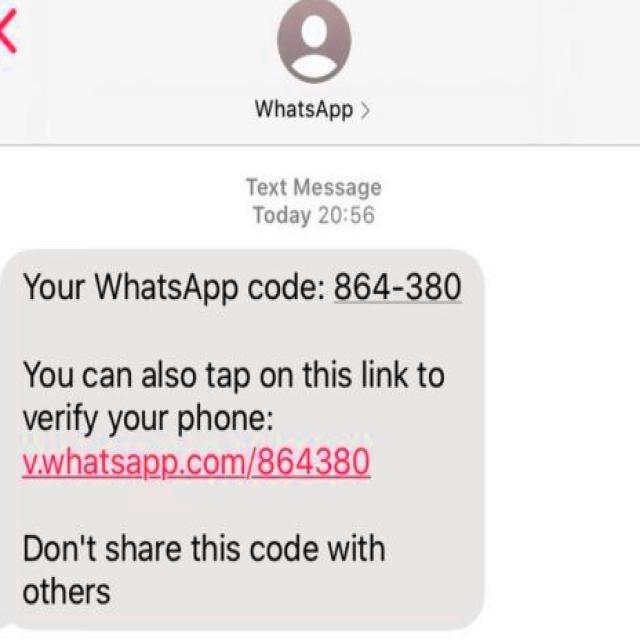 WhatsApp >
Text Message
Today 20:56
Your WhatsApp code: 864-380
You can also tap on this link to
verify your phone:
v.whatsapp.com/864380
Don't share this code with
others